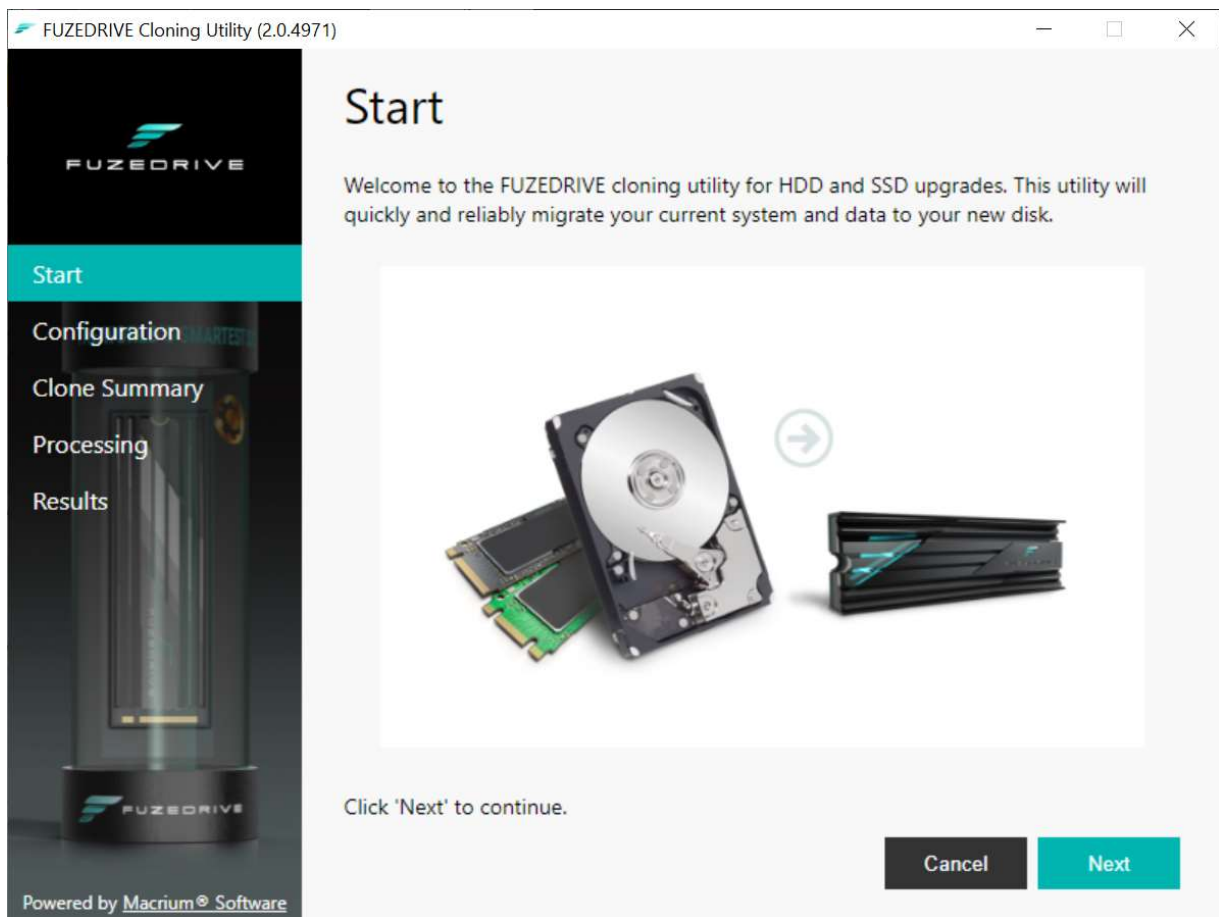 FUZEDRIVE Cloning Utility (2.0.4971)
FUZEDRIVE
Start
Configuration
Clone Summary
Processing
Results
FUZEDRIVE
Powered by Macrium® Software
Start
Welcome to the FUZEDRIVE cloning utility for HDD and SSD upgrades. This utility will
quickly and reliably migrate your current system and data to your new disk.
Click 'Next' to continue.
Cancel
Next